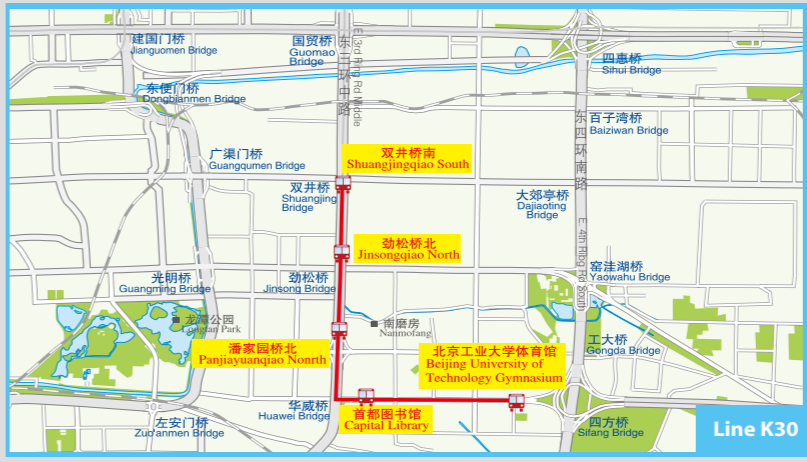 建国门桥
Jianguomen Bridge
国贸桥
Guomao
Bridge
东三环中路
E. 3rd Ring Rd Middle
四惠桥
Sihui Bridge
东便门桥
Dongbianmen Bridge
百子湾桥
Baiziwan Bridge
东四环南路
E. 4th Ring Rd South
广渠门桥
Guangqumen Bridge
双井桥南
Shuangjingqiao South
双井桥
Shuangjing
Bridge
大郊亭桥
Dajiaoting
Bridge
劲松桥北
Jinsongqiao North
光明桥
Guangming Bridge
劲松桥
Jinsong Bridge
窑洼湖桥
Yaowahu Bridge
龙潭公园
Longtan Park
南磨房
Nanmofang
工大桥
Gongda Bridge
潘家园桥北
Panjiayuanqiao Nonrth
北京工业大学体育馆
Beijing University of
Technology Gymnasium
华威桥
Huawei Bridge
首都图书馆
Capital Library
左安门桥
Zuo'anmen Bridge
四方桥
Sifang Bridge
Line K30